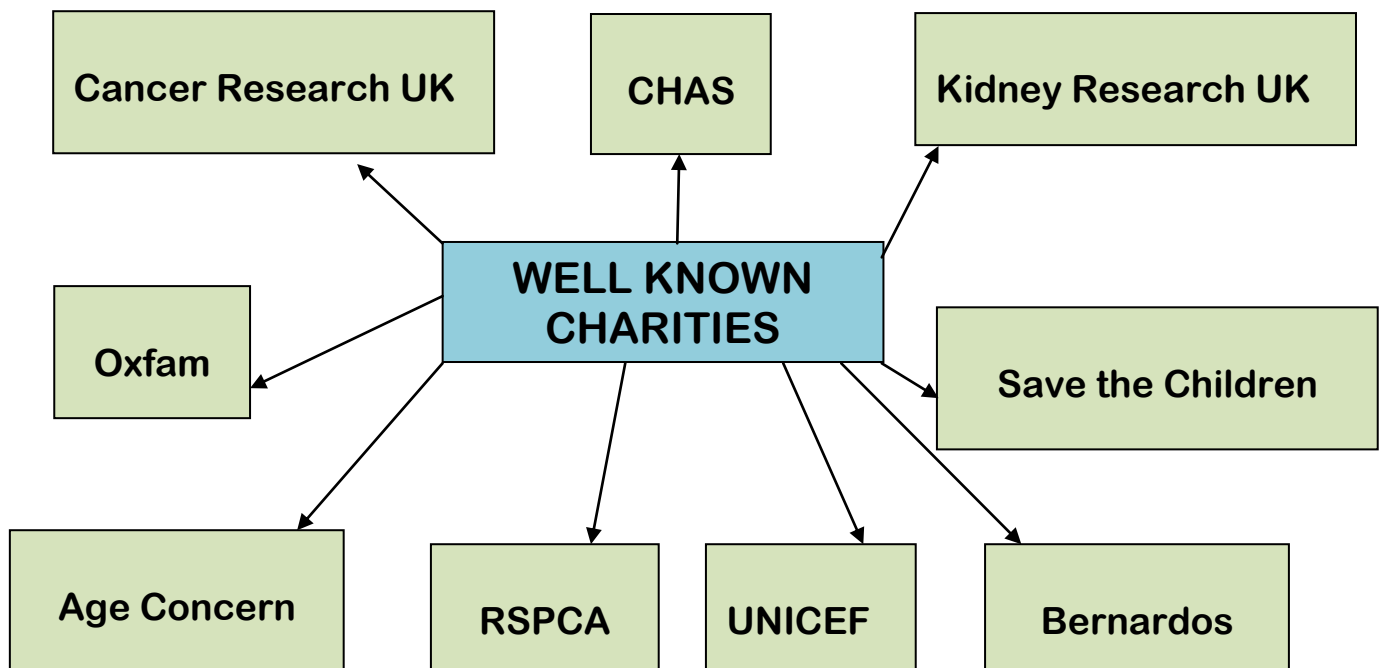 Cancer Research UK
CHAS
Kidney Research UK
WELL KNOWN
CHARITIES
Oxfam
Save the Children
Age Concern
RSPCA
UNICEF
Bernardos